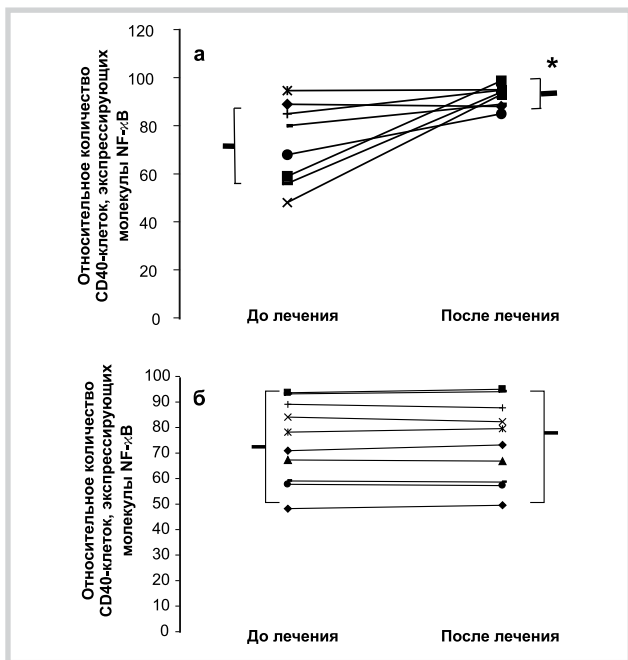 Относительное количество
CD40-клеток, экспрессирующих
молекулы NF-κB
120
100
80
60
40
20
0
а
*
До лечения
После лечения
Относительное количество
CD40-клеток, экспрессирующих
молекулы NF-κB
100
90
80
70
60
50
40
30
20
10
0
б
До лечения
После лечения